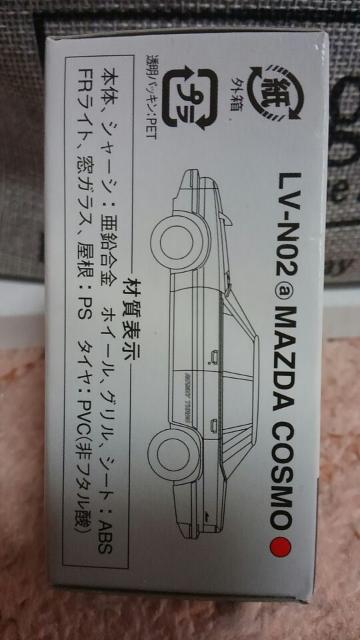 紙
外箱
プラ
透明パッキン:PET
LV-N02ⓐMAZDA COSMO
材質表示
本体、シャーシ:亜鉛合金 ホイール、グリル、シート:ABS
FRライト、窓ガラス、屋根:PS タイヤ:PVC(非フタル酸)